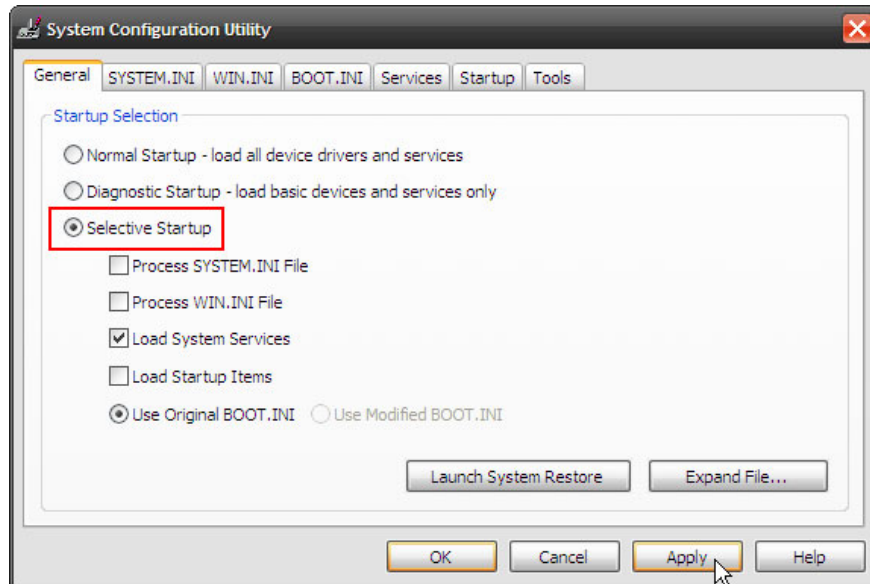 System Configuration Utility
General SYSTEM.INI WIN.INI BOOT.INI Services Startup Tools
Startup Selection
Normal Startup - load all device drivers and services
Diagnostic Startup - load basic devices and services only
Selective Startup
Process SYSTEM.INI File
Process WIN.INI File
Load System Services
Load Startup Items
Use Original BOOT.INI Use Modified BOOT.INI
Launch System Restore Expand File...
OK Cancel Apply Help